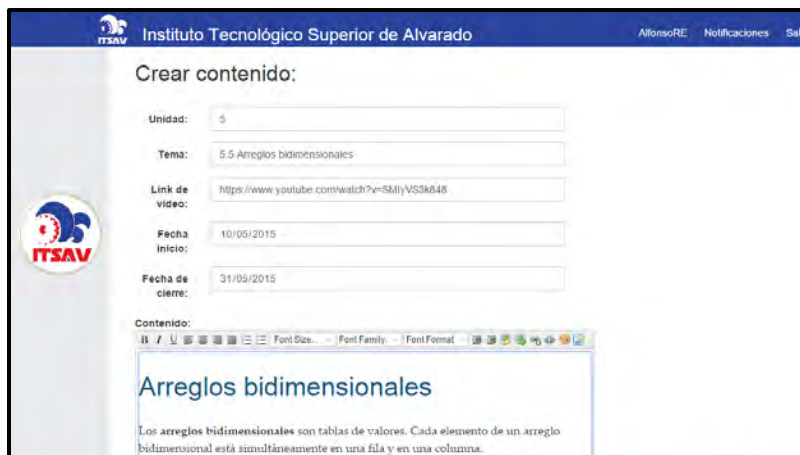 ITSAV Instituto Tecnológico Superior de Alvarado AlfonsoRE Notificaciones Sal
Crear contenido:
Unidad: 5
Tema: 5.5 Arreglos bidimensionales
Link de video: https://www.youtube.com/watch?v=
Fecha inicio: 10/05/2015
ITSAV
Fecha de cierre: 31/05/2015
Contenido:
B I U Font Size... Font Family. Font Format
Arreglos bidimensionales
Los arreglos bidimensionales son tablas de valores. Cada elemento de un arreglo
bidimensional está simultáneamente en una fila y en una columna.